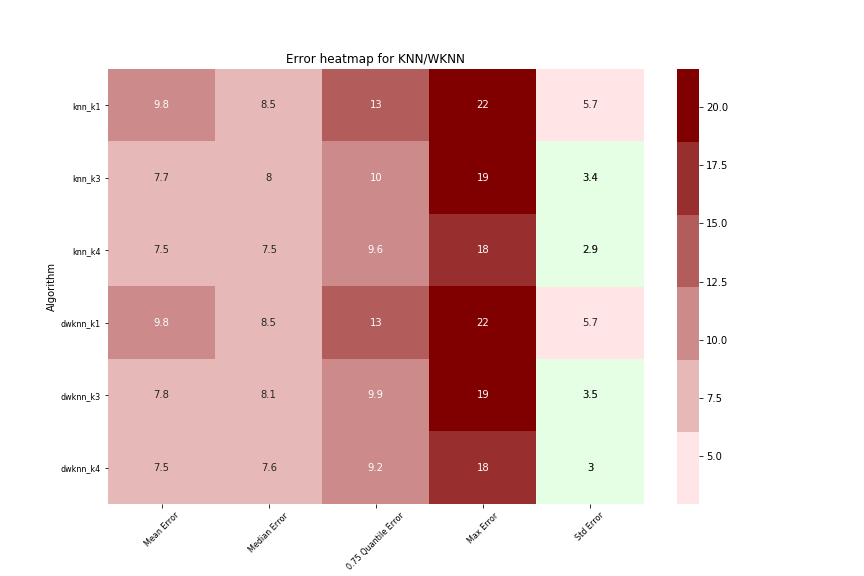 Error heatmap for KNN/WKNN
Algorithm
knn_k1 9.8 8.5 13 22 5.7
knn_k3 7.7 8 10 19 3.4
knn_k4 7.5 7.5 9.6 18 2.9
dwknn_k1 9.8 8.5 13 22 5.7
dwknn_k3 7.8 8.1 9.9 19 3.5
dwknn_k4 7.5 7.6 9.2 18 3
Mean Error Median Error 0.75 Quantile Error Max Error Std Error
20.0
17.5
15.0
12.5
10.0
7.5
5.0